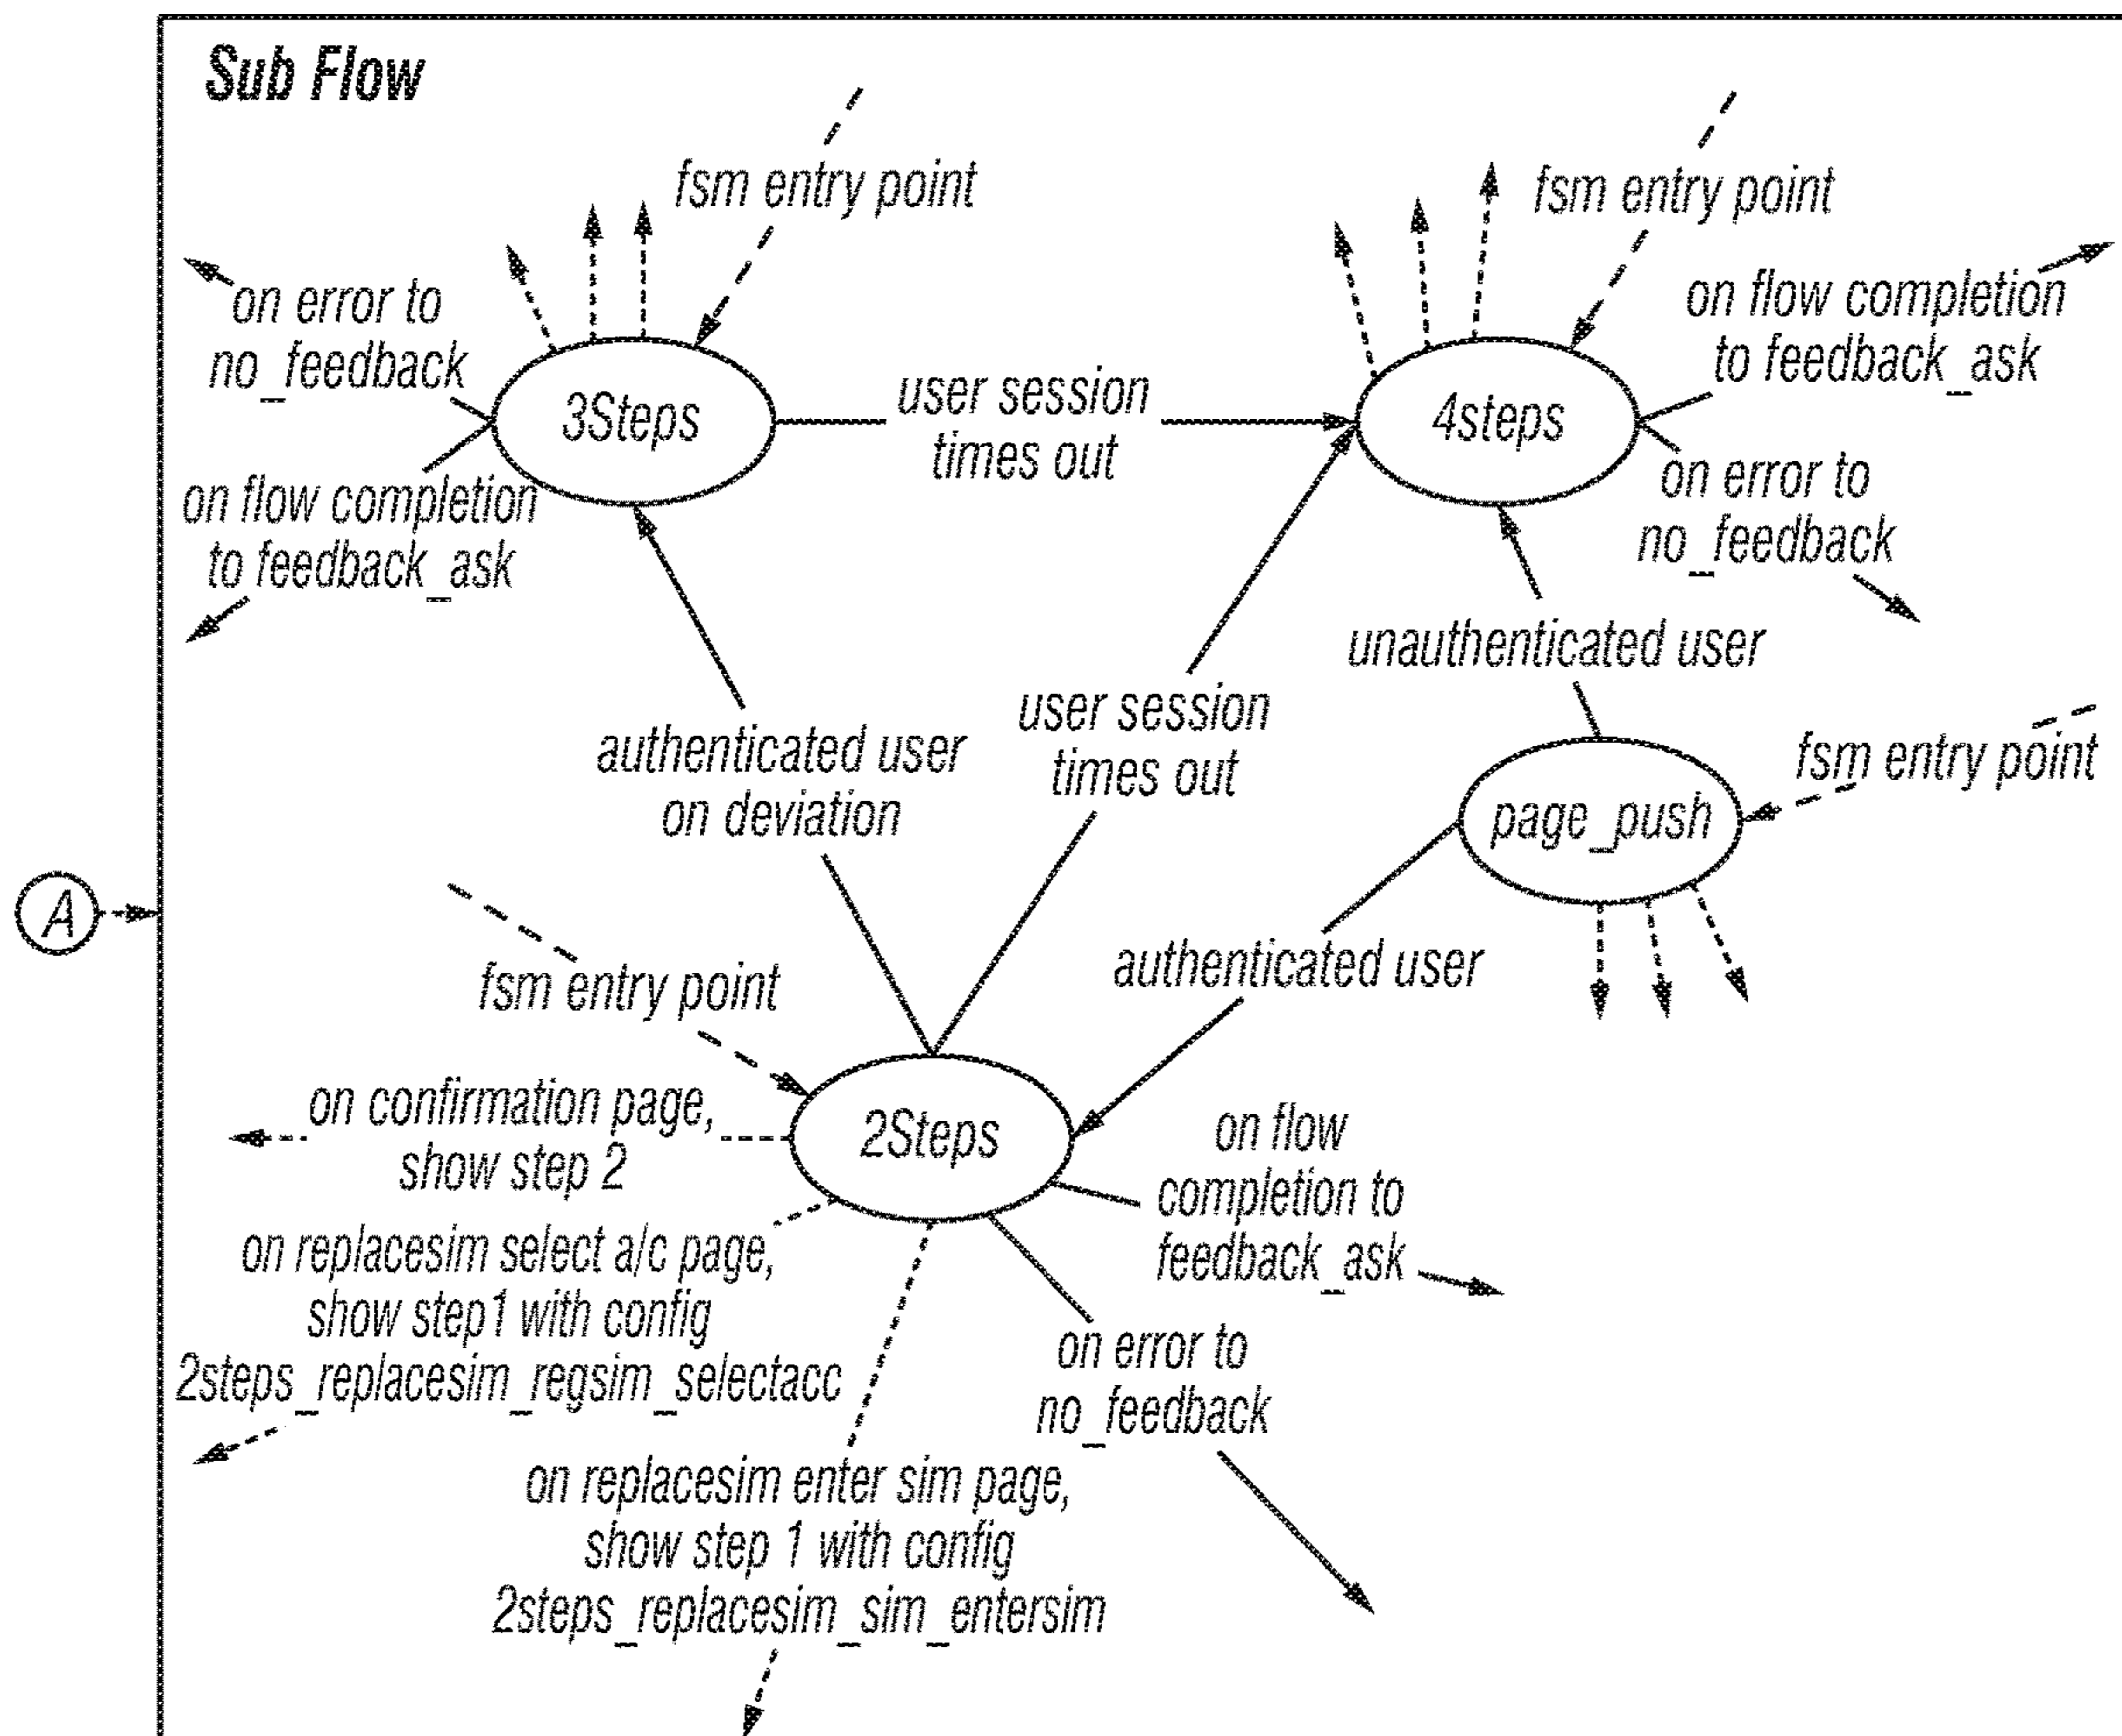 Sub Flow
fsm entry point
fsm entry point
on error to
no_feedback
on flow completion
to feedback_ask
3Steps
user session
times out
4steps
on flow completion
to feedback_ask
on error to
no_feedback
unauthenticated user
authenticated user
on deviation
user session
times out
fsm entry point
page_push
A
fsm entry point
authenticated user
on confirmation page,
show step 2
2Steps
on flow
completion to
feedback_ask
on replacesim select a/c page,
show step1 with config
2steps_replacesim_regsim_selectacc
on error to
no_feedback
on replacesim enter sim page,
show step 1 with config
2steps_replacesim_sim_entersim